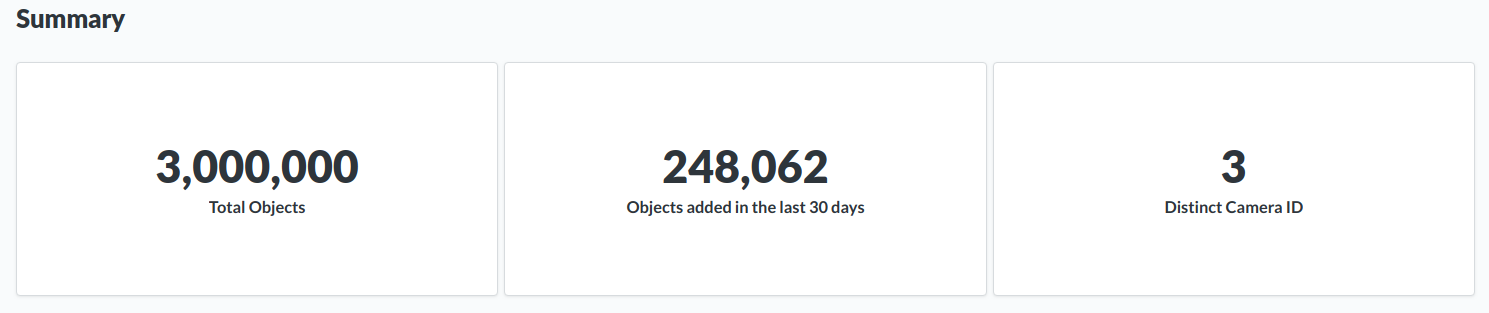 Summary
3,000,000
Total Objects
248,062
Objects added in the last 30 days
3
Distinct Camera ID